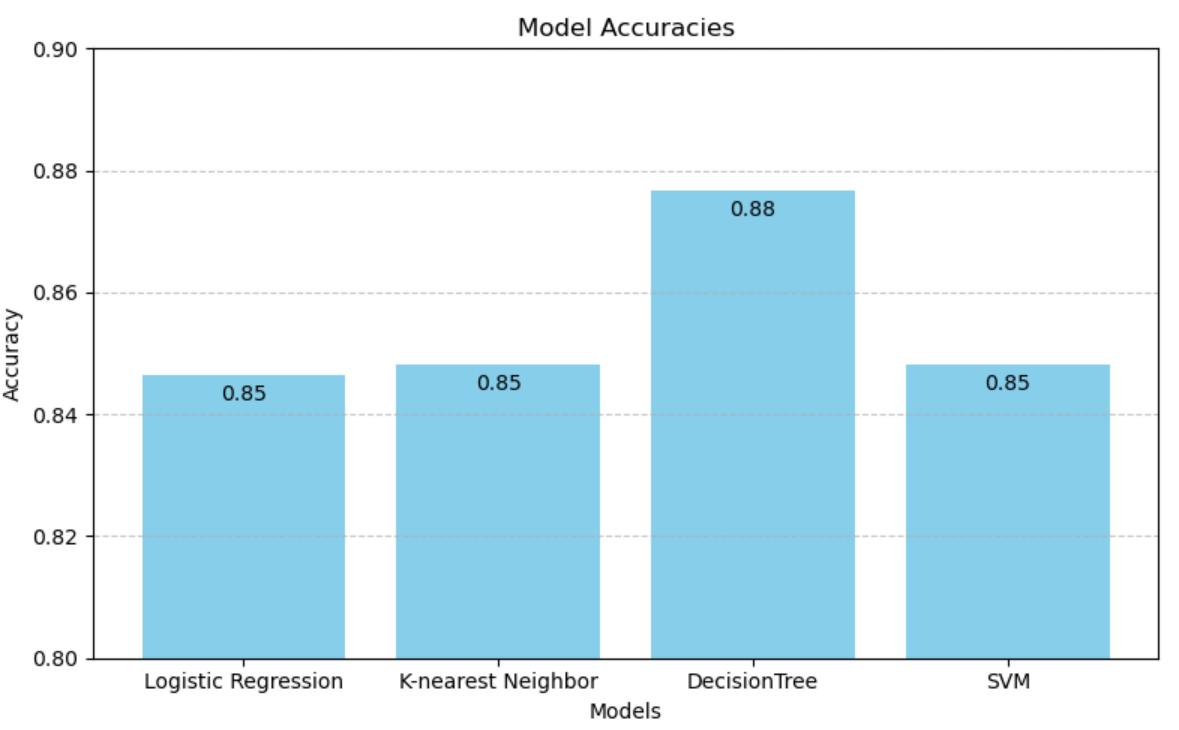 Model Accuracies
0.90
0.88
0.86
0.84
0.82
0.80
Accuracy
0.85
0.85
0.88
0.85
Logistic Regression
K-nearest Neighbor
DecisionTree
SVM
Models